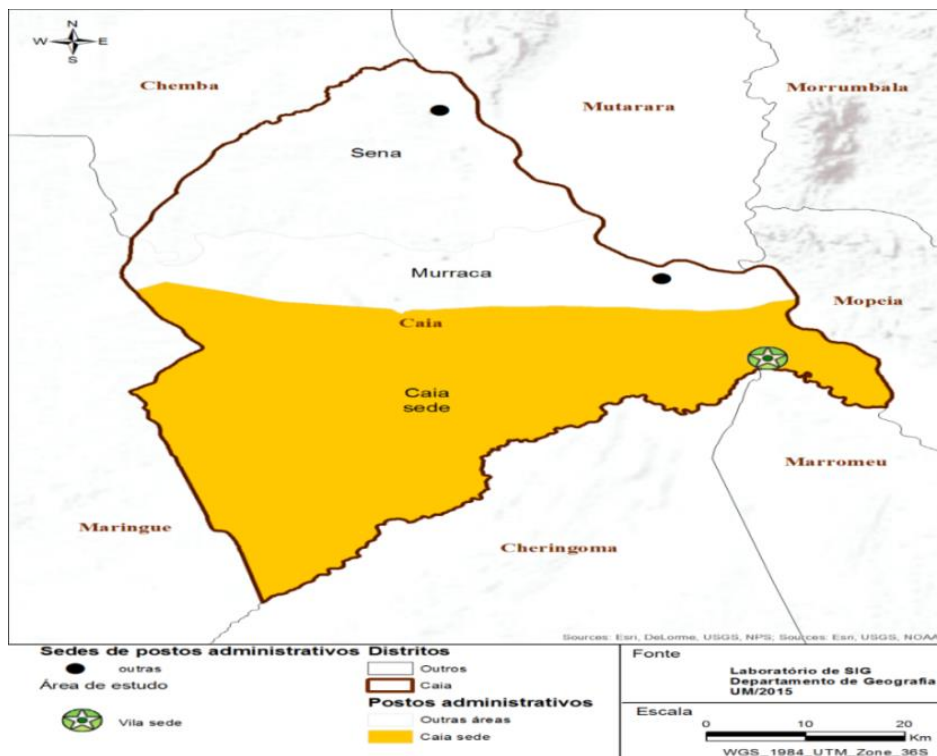 N
W E
S
Chemba
Mutarara
Morrumbala
Sena
Murraca
Mopeia
Caia
Caia
sede
Marromeu
Maringue
Cheringoma
Sources: Esri, DeLorme, USGS, NPS; Sources: Esri, USGS, NOAA
Sedes de postos administrativos
outras
Área de estudo
Vila sede
Distritos
Outros
Caia
Postos administrativos
Outras áreas
Caia sede
Fonte
Laboratório de SIG
Departamento de Geografia
UM/2015
Escala
0 10 20
Km
WGS_1984_UTM_Zone_36S